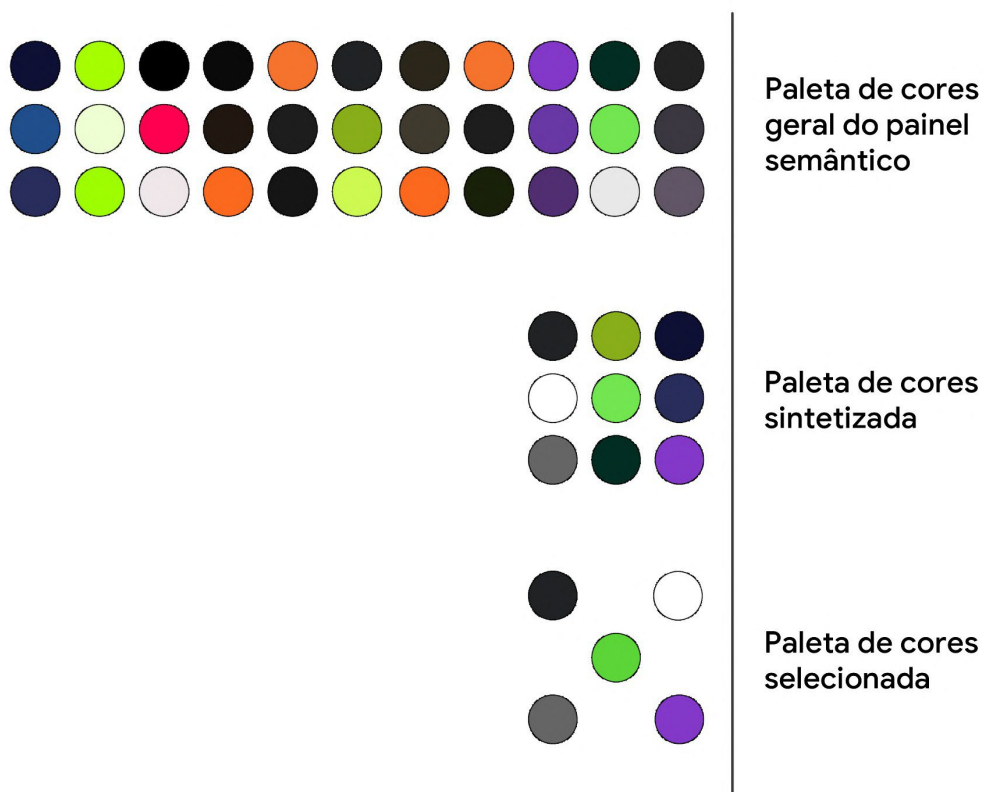 Paleta de cores
geral do painel
semântico
Paleta de cores
sintetizada
Paleta de cores
selecionada